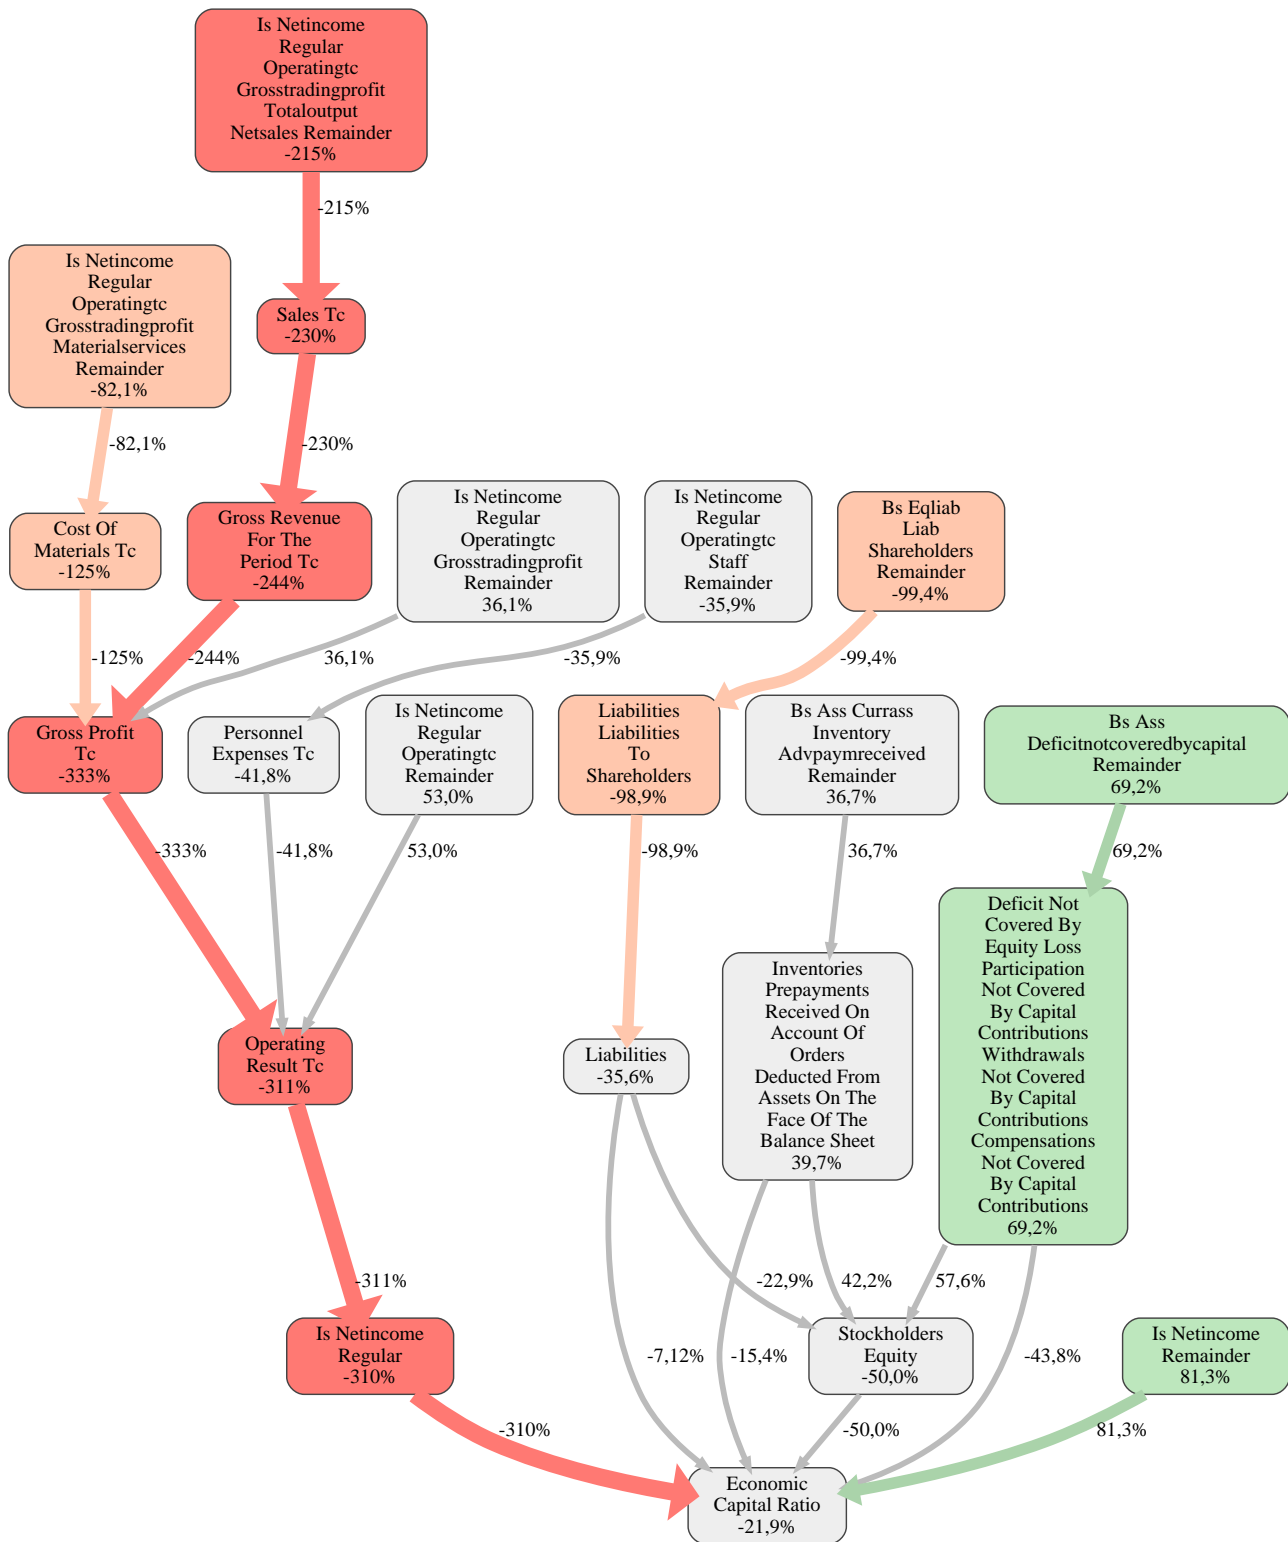 Is Netincome
Regular
Operatingtc
Grosstradingprofit
Totaloutput
Netsales Remainder
-215%
-215%
Is Netincome
Regular
Operatingtc
Grosstradingprofit
Materialservices
Remainder
-82,1%
Sales Tc
-230%
-82,1%
-230%
Cost Of
Materials Tc
-125%
Gross Revenue
For The
Period Tc
-244%
Is Netincome
Regular
Operatingtc
Grosstradingprofit
Remainder
36,1%
Is Netincome
Regular
Operatingtc
Staff
Remainder
-35,9%
Bs Eqliab
Liab
Shareholders
Remainder
-99,4%
-125%
-244%
36,1%
-35,9%
-99,4%
Gross Profit
Tc
-333%
Personnel
Expenses Tc
-41,8%
Is Netincome
Regular
Operatingtc
Remainder
53,0%
Liabilities
Liabilities
To
Shareholders
-98,9%
Bs Ass Currass
Inventory
Advpaymreceived
Remainder
36,7%
Bs Ass
Deficitnotcoveredbycapital
Remainder
69,2%
-333%
-41,8%
53,0%
-98,9%
36,7%
69,2%
Operating
Result Tc
-311%
Liabilities
-35,6%
Inventories
Prepayments
Received On
Account Of
Orders
Deducted From
Assets On The
Face Of The
Balance Sheet
39,7%
Deficit Not
Covered By
Equity Loss
Participation
Not Covered
By Capital
Contributions
Withdrawals
Not Covered
By Capital
Contributions
Compensations
Not Covered
By Capital
Contributions
69,2%
-311%
-22,9%
42,2%
57,6%
Is Netincome
Regular
-310%
-7,12%
-15,4%
Stockholders
Equity
-50,0%
-43,8%
Is Netincome
Remainder
81,3%
-310%
-50,0%
81,3%
Economic
Capital Ratio
-21,9%